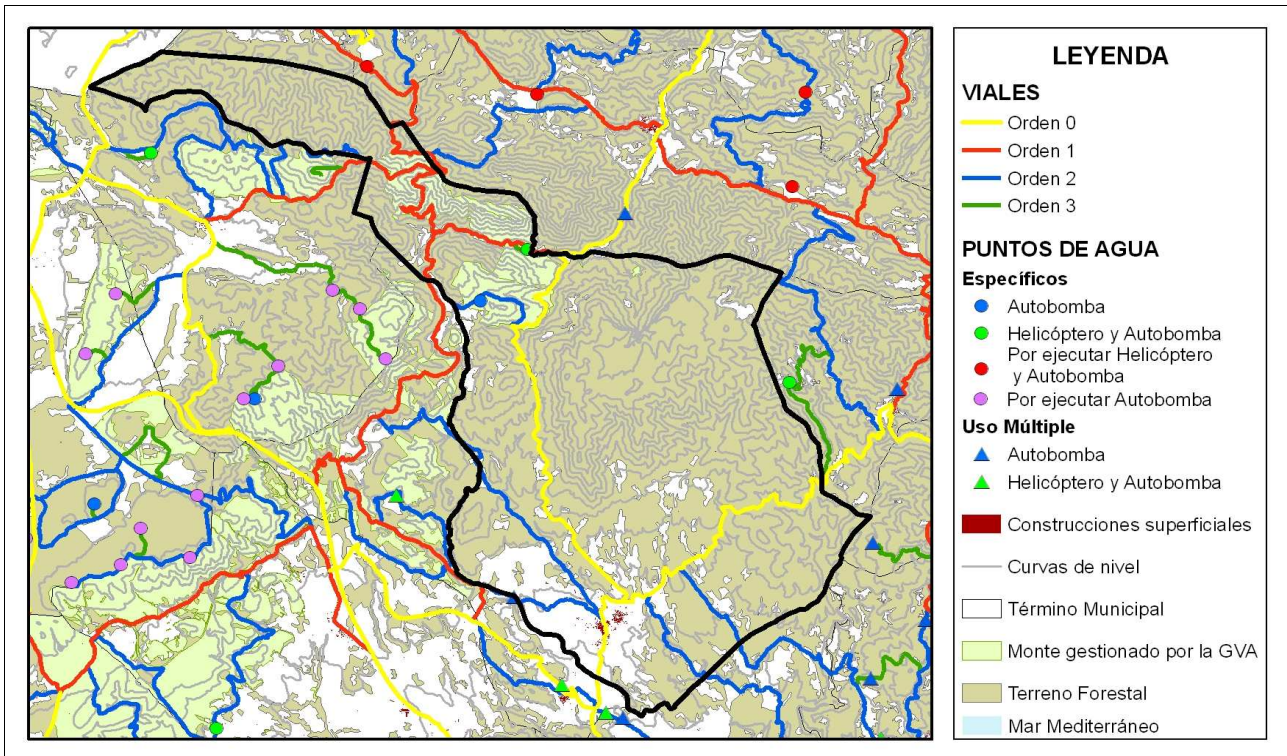 LEYENDA
VIALES
Orden 0
Orden 1
Orden 2
Orden 3
PUNTOS DE AGUA
Específicos
Autobomba
Helicóptero y Autobomba
Por ejecutar Helicóptero
y Autobomba
Por ejecutar Autobomba
Uso Múltiple
Autobomba
Helicóptero y Autobomba
Construcciones superficiales
Curvas de nivel
Término Municipal
Monte gestionado por la GVA
Terreno Forestal
Mar Mediterráneo